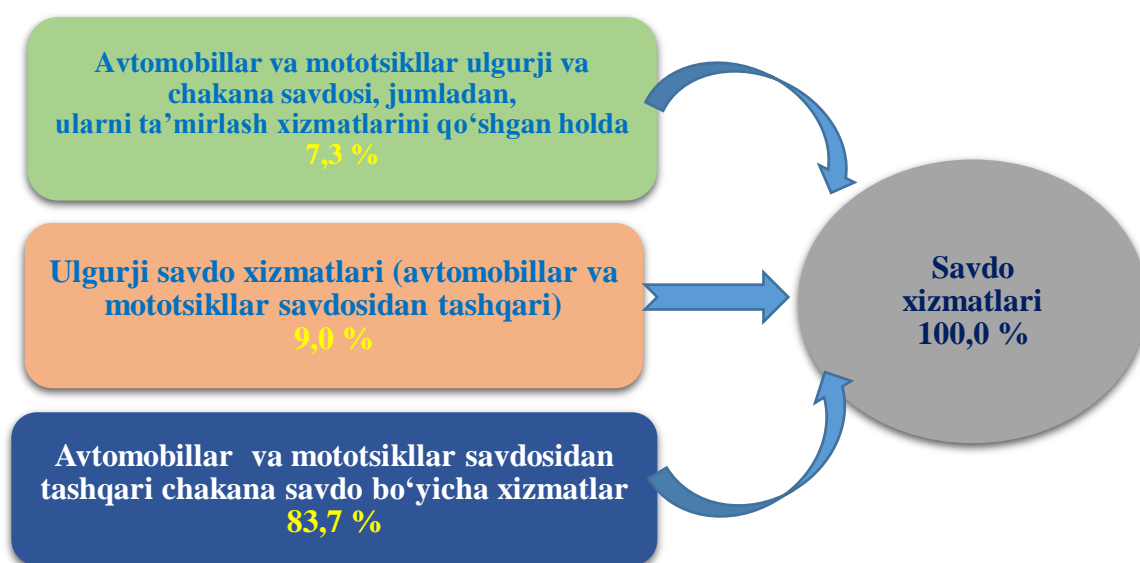 Avtomobillar va mototsikllar ulgurji va
chakana savdosi, jumladan,
ularni ta’mirlash xizmatlarini qo‘shgan holda
7,3 %
Ulgurji savdo xizmatlari (avtomobillar va
mototsikllar savdosidan tashqari)
9,0 %
Avtomobillar va mototsikllar savdosidan
tashqari chakana savdo bo‘yicha xizmatlar
83,7 %
Savdo
xizmatlari
100,0 %